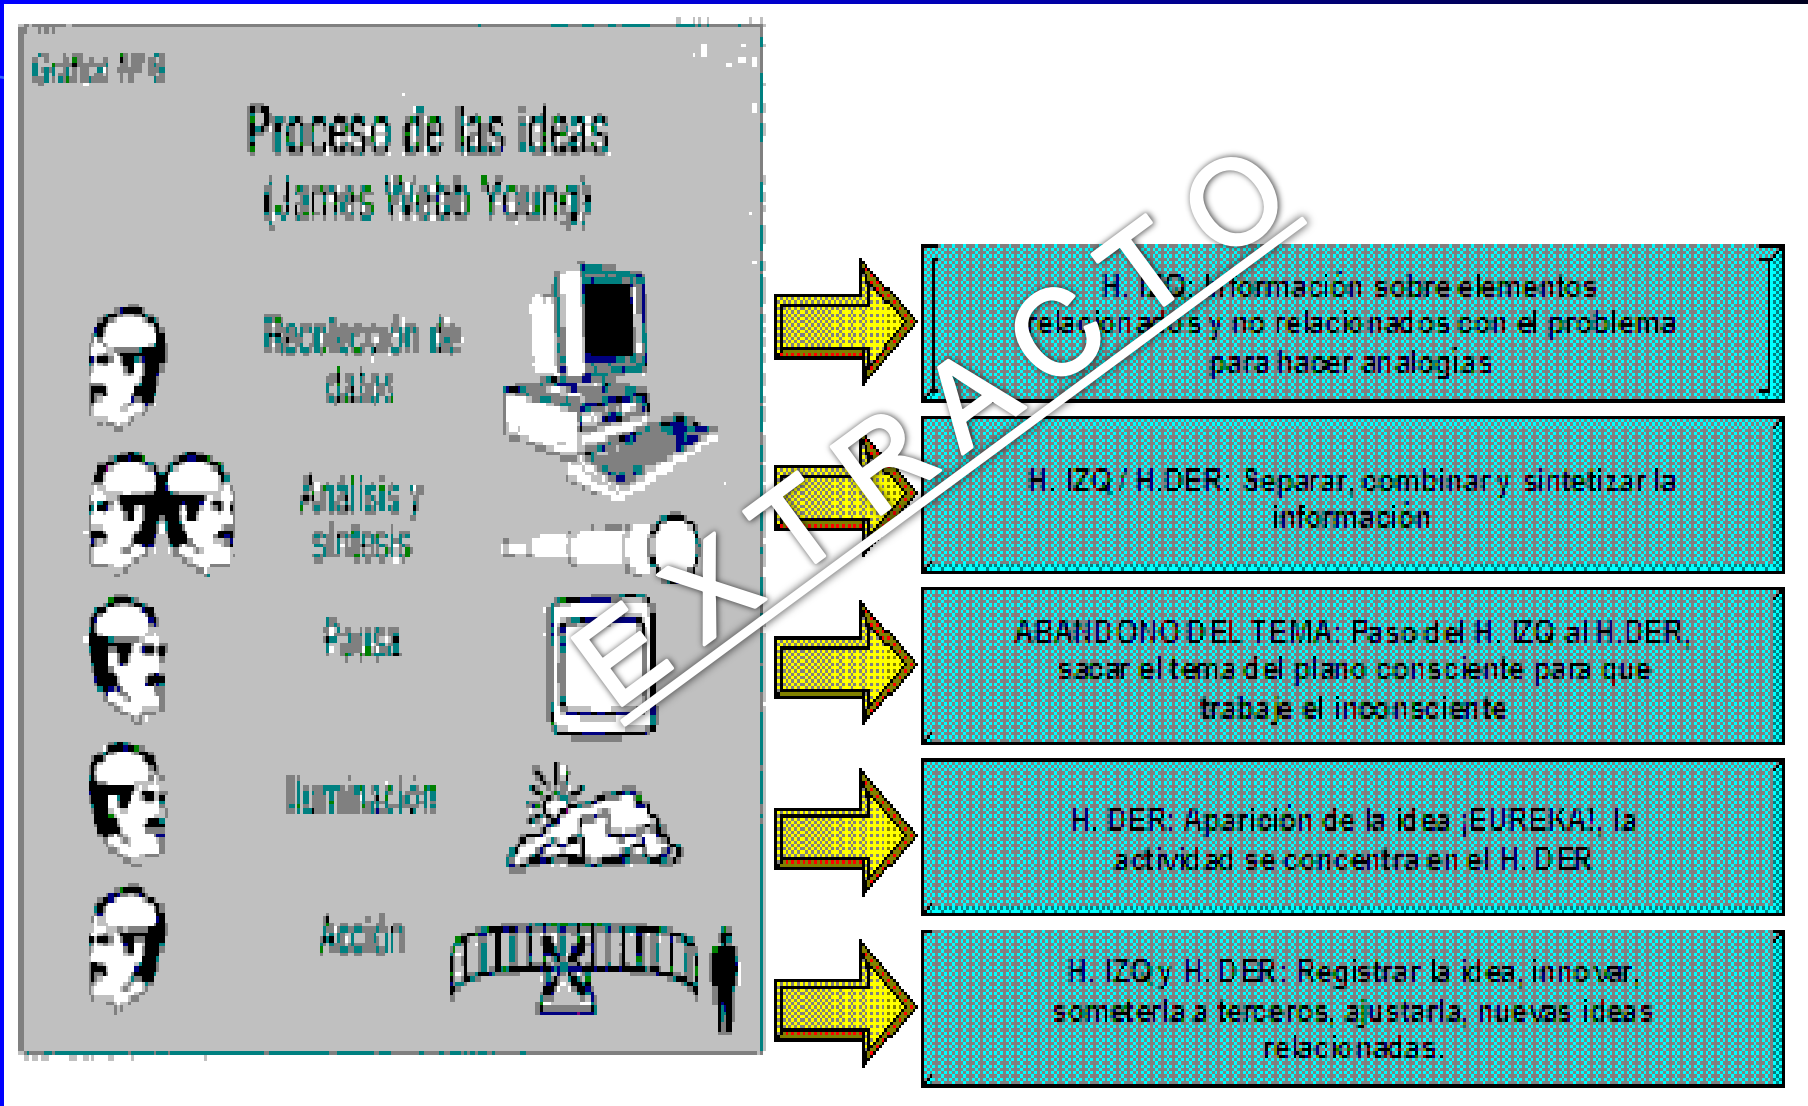 Gráfico Nº 8
Proceso de las ideas
(James Webb Young)
Recolección de
datos
Análisis y
síntesis
Pausa
Iluminación
Acción
H. IZQ: Información sobre elementos
relacionados y no relacionados con el problema
para hacer analogias
H. IZQ / H.DER: Separar, combinar y sintetizar la
información
ABANDONO DEL TEMA: Paso del H. IZQ al H.DER,
sacar el tema del plano consciente para que
trabaje el inconsciente
H. DER: Aparición de la idea ¡EUREKA!, la
actividad se concentra en el H. DER
H. IZQ y H. DER: Registrar la idea, innovar,
someterla a terceros, ajustarla, nuevas ideas
relacionadas.
EXTRACTO